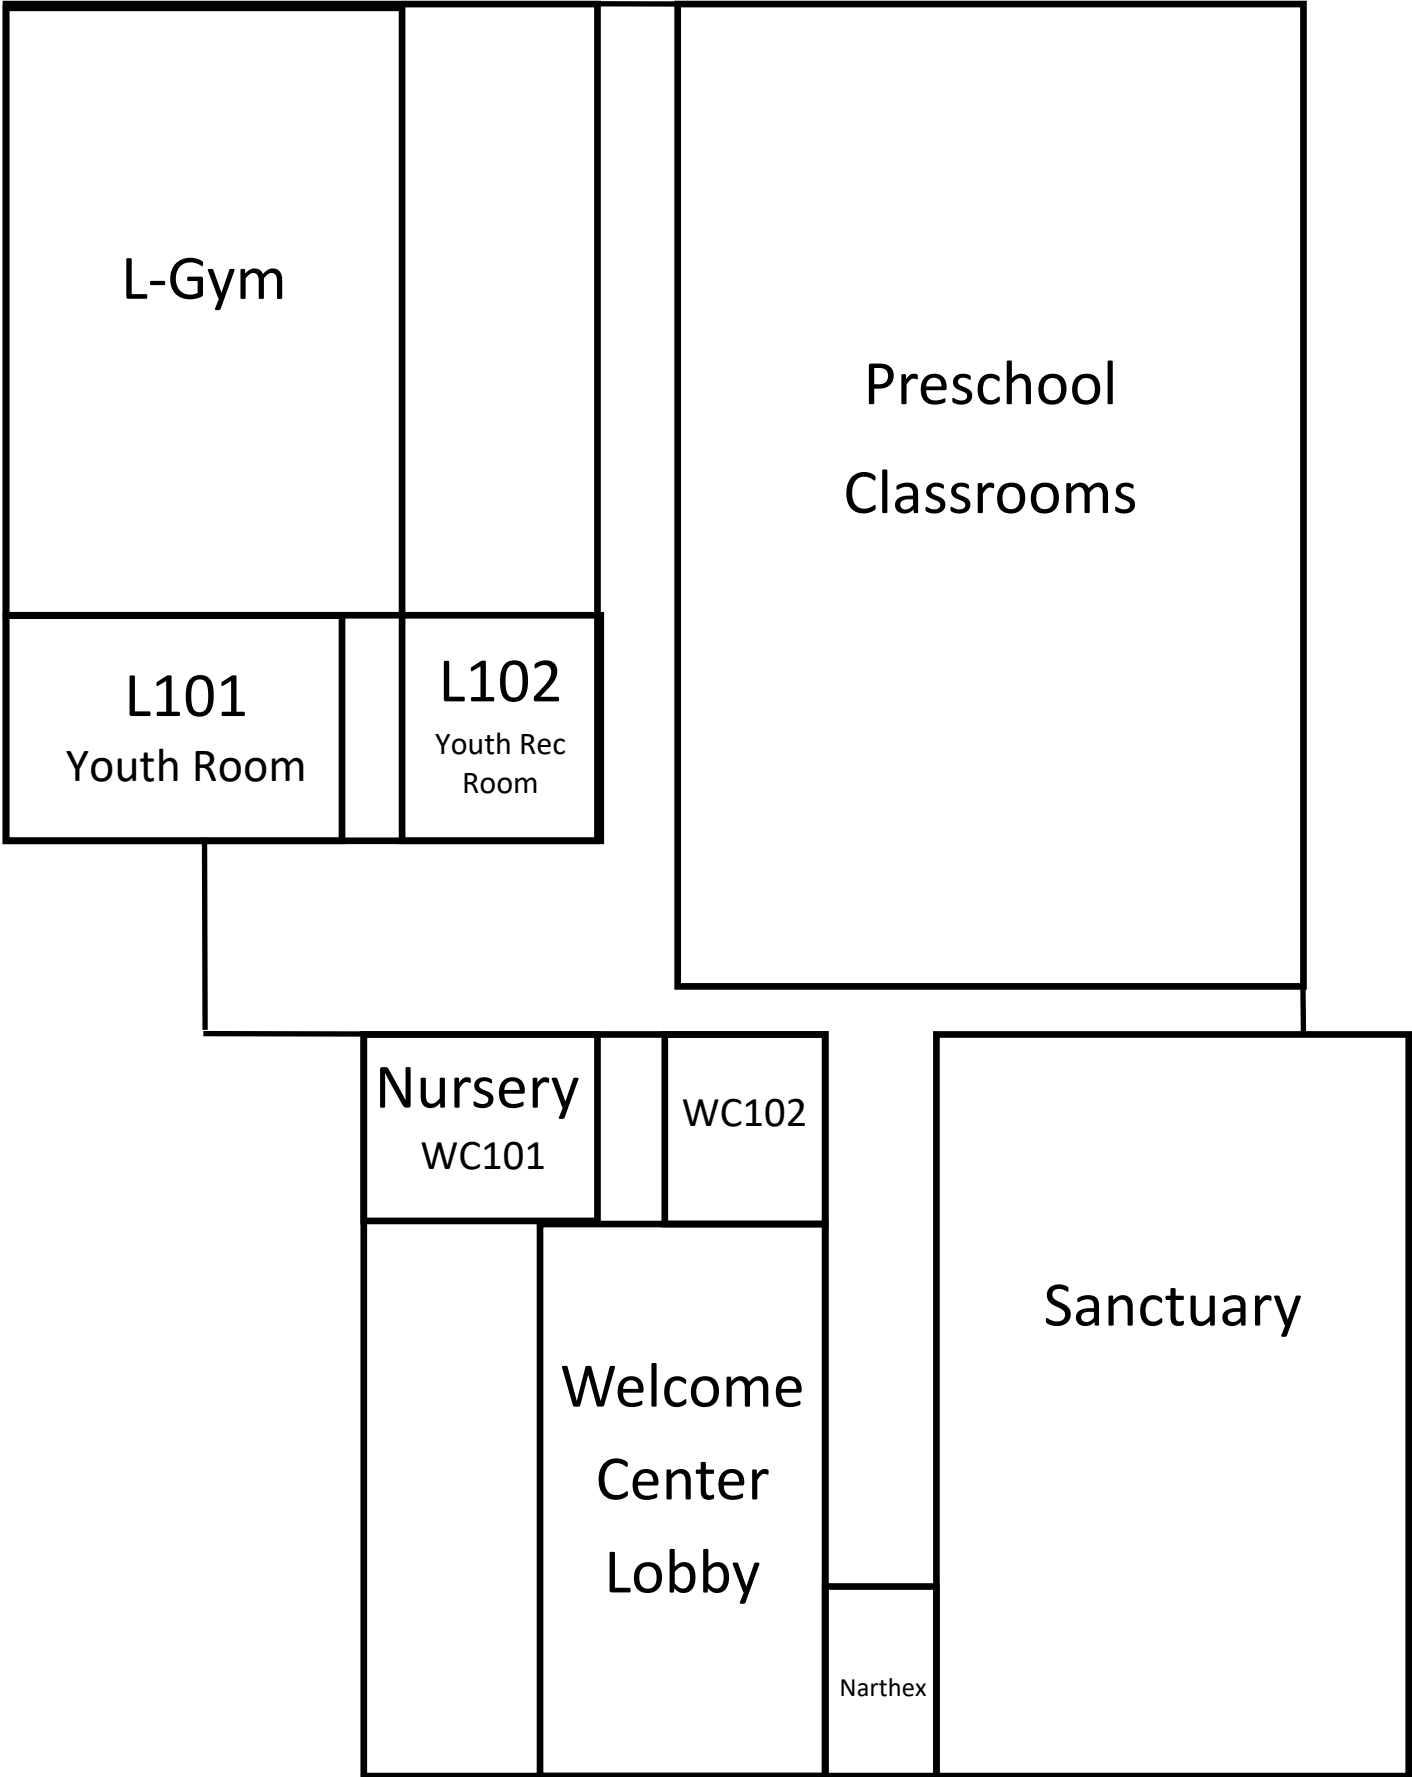 L-Gym
Preschool
Classrooms
L101
Youth Room
L102
Youth Rec
Room
Nursery
WC101
WC102
Sanctuary
Welcome
Center
Lobby
Narthex